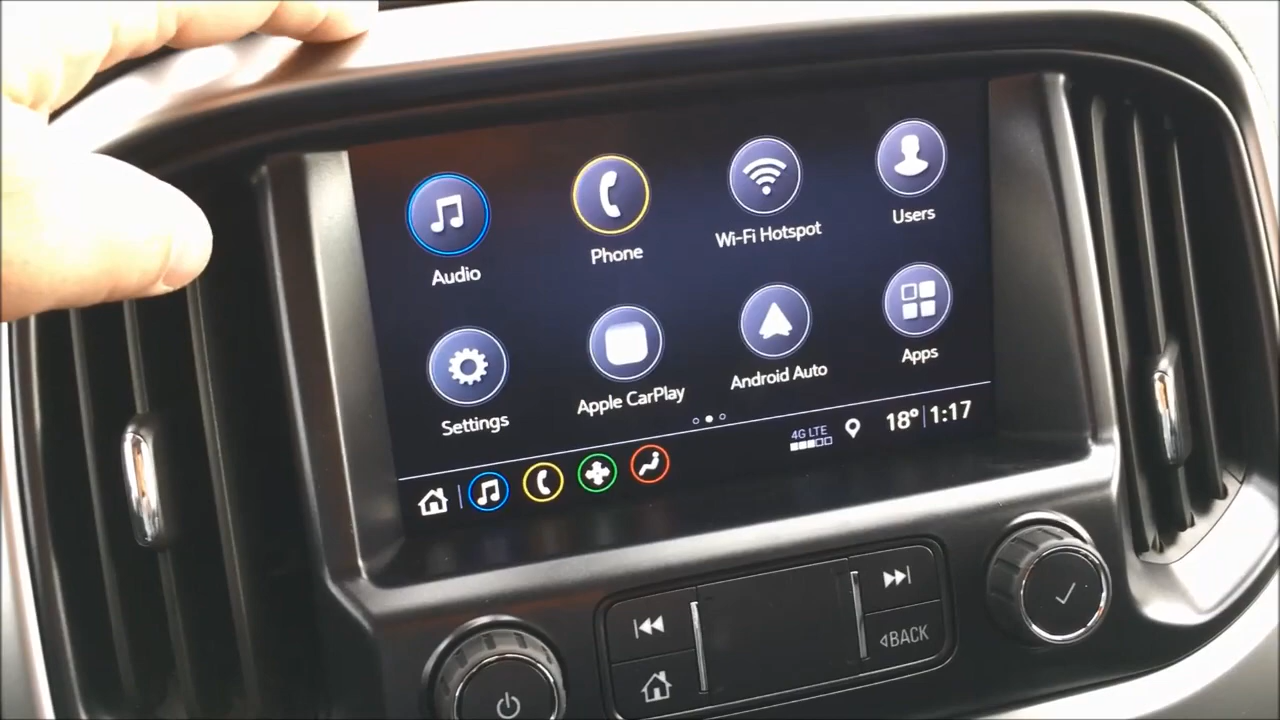 Audio
Phone
Wi-Fi Hotspot
Users
Settings
Apple CarPlay
Android Auto
Apps
4G LTE
18° 1:17
BACK